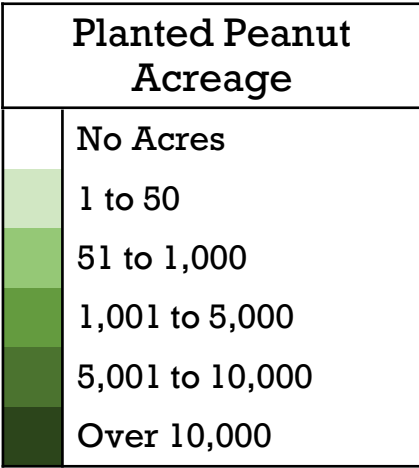 Planted Peanut
Acreage
No Acres
1 to 50
51 to 1,000
1,001 to 5,000
5,001 to 10,000
Over 10,000